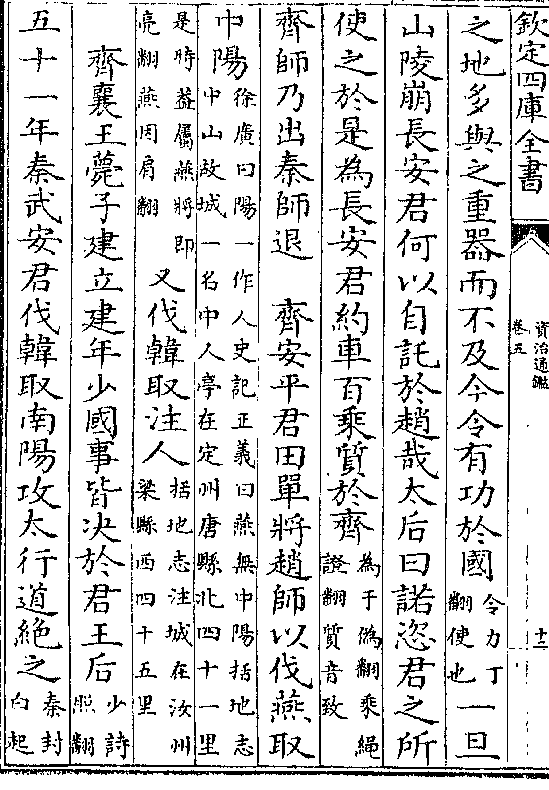 欽定四庫全書
資治通鑑
卷五
十二
之地多與之重器而不及今令有功於國令力丁翻使也一旦
山陵崩長安君何以自託於趙哉太后曰諾恣君之所
使之於是為長安君約車百乘質於齊為于偽翻乘繩證翻質音致
齊師乃出秦師退　齊安平君田單將趙師以伐燕取
中陽徐廣曰陽一作人史記正義曰燕無中陽括地志中山故城一名中人亭在定州唐縣北四十一里
是時葢屬燕將即亮翻燕因肩翻又伐韓取注人括地志注城在汝州梁縣西四十五里
齊襄王薨子建立建年少國事皆决於君王后少詩照翻
五十一年秦武安君伐韓取南陽攻太行道絶之秦封白起